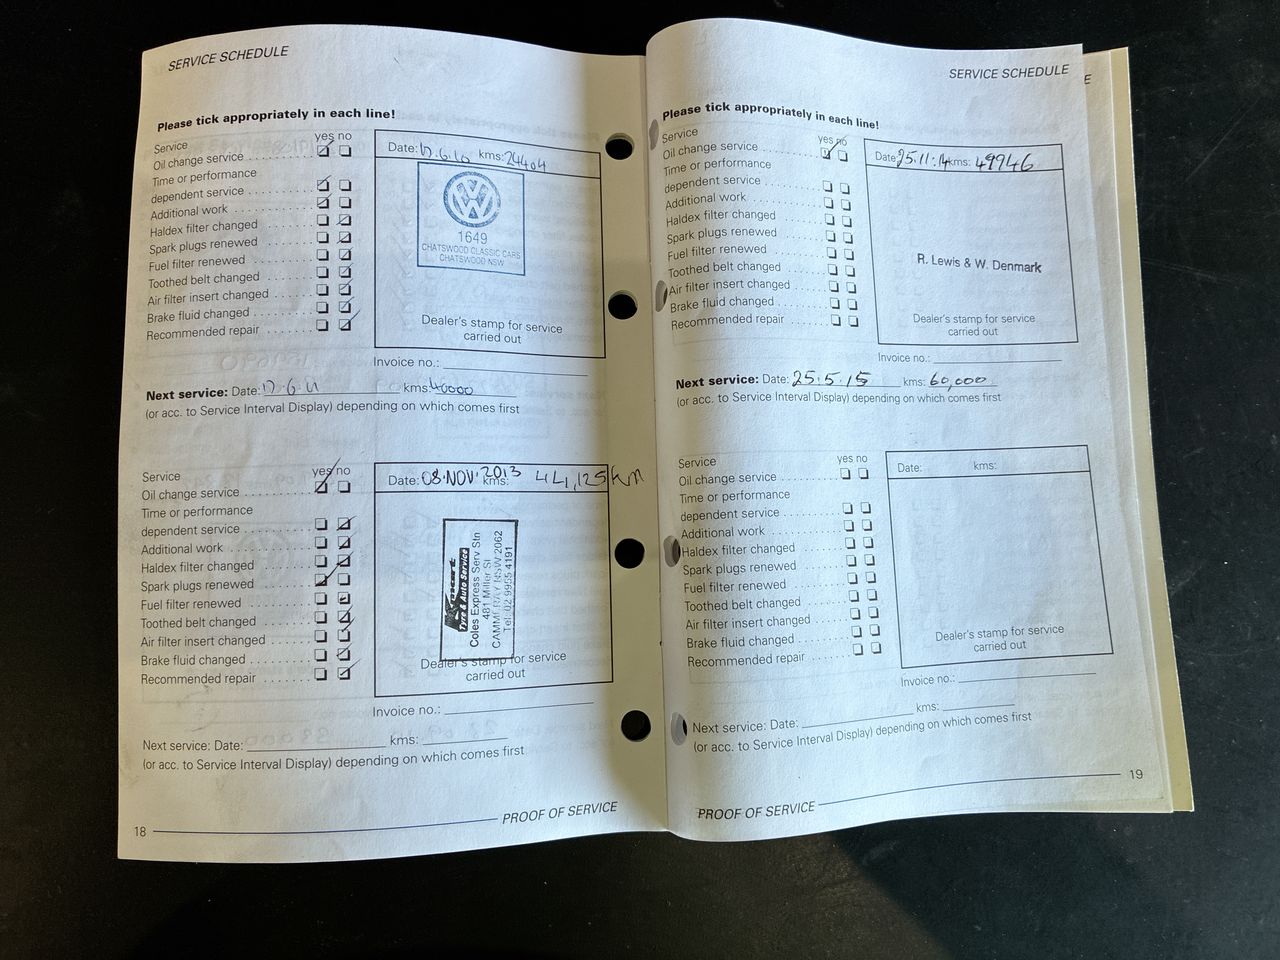 SERVICE SCHEDULE
Please tick appropriately in each line!
Service yes no
Oil change service
Time or performance
dependent service
Additional work
Haldex filter changed
Spark plugs renewed
Fuel filter renewed
Toothed belt changed
Air filter insert changed
Brake fluid changed
Recommended repair
Date: 17.6.10 kms: 24404
1649
CHATSWOOD CLASSIC CARS
CHATSWOOD NSW
Dealer's stamp for service
carried out
Invoice no.:
Next service: Date: 17.6.11 kms: 40000
(or acc. to Service Interval Display) depending on which comes first
Service yes no
Oil change service
Time or performance
dependent service
Additional work
Haldex filter changed
Spark plugs renewed
Fuel filter renewed
Toothed belt changed
Air filter insert changed
Brake fluid changed
Recommended repair
Date: 08.NOV.2013 kms: 44,125 km
Kmart
Tyre & Auto Service
Coles Express Serv Stn
481 Miller St
CAMMERAY NSW 2062
Tel: 02 9955 4191
Dealer's stamp for service
carried out
Invoice no.:
Next service: Date: kms:
(or acc. to Service Interval Display) depending on which comes first
18
PROOF OF SERVICE
SERVICE SCHEDULE
E
Please tick appropriately in each line!
Service yes no
Oil change service
Time or performance
dependent service
Additional work
Haldex filter changed
Spark plugs renewed
Fuel filter renewed
Toothed belt changed
Air filter insert changed
Brake fluid changed
Recommended repair
Date: 25.11.14 kms: 49946
R. Lewis & W. Denmark
Dealer's stamp for service
carried out
Invoice no.:
Next service: Date: 25.5.15 kms: 60,000
(or acc. to Service Interval Display) depending on which comes first
Service yes no
Oil change service
Time or performance
dependent service
Additional work
Haldex filter changed
Spark plugs renewed
Fuel filter renewed
Toothed belt changed
Air filter insert changed
Brake fluid changed
Recommended repair
Date: kms:
Dealer's stamp for service
carried out
Invoice no.:
Next service: Date: kms:
(or acc. to Service Interval Display) depending on which comes first
PROOF OF SERVICE
19